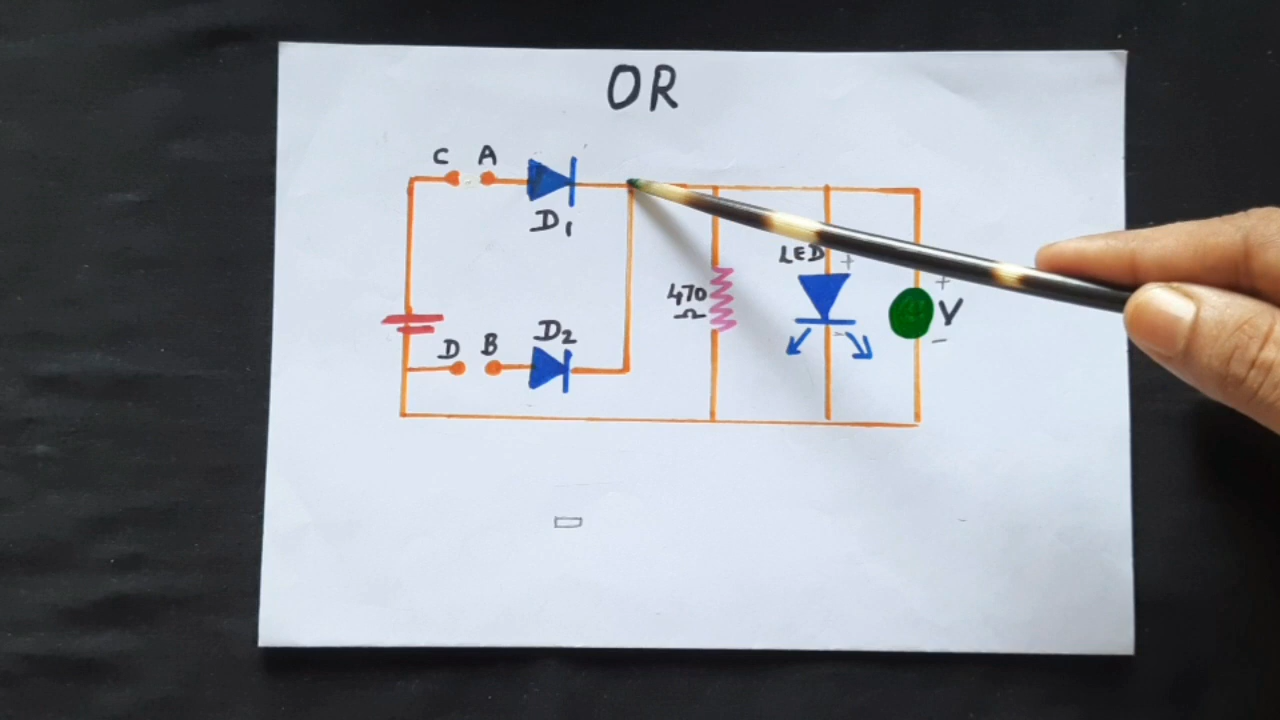 OR
C A
D1
LED +
470
Ω
+
V
-
D B D2
-